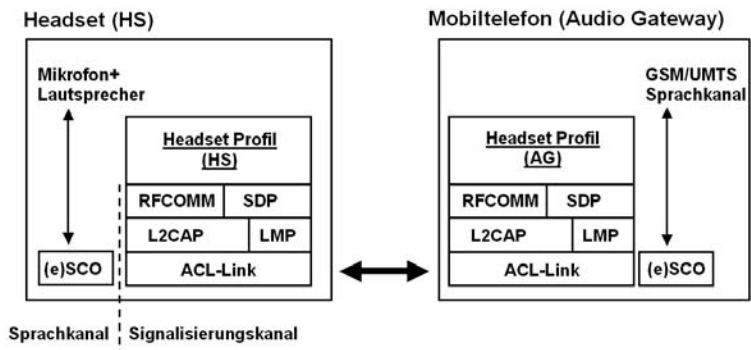 Headset (HS)
Mikrofon+
Lautsprecher
Headset Profil
(HS)
RFCOMM SDP
L2CAP LMP
(e)SCO ACL-Link
Sprachkanal Signalisierungskanal
Mobiltelefon (Audio Gateway)
GSM/UMTS
Sprachkanal
Headset Profil
(AG)
RFCOMM SDP
L2CAP LMP
ACL-Link (e)SCO